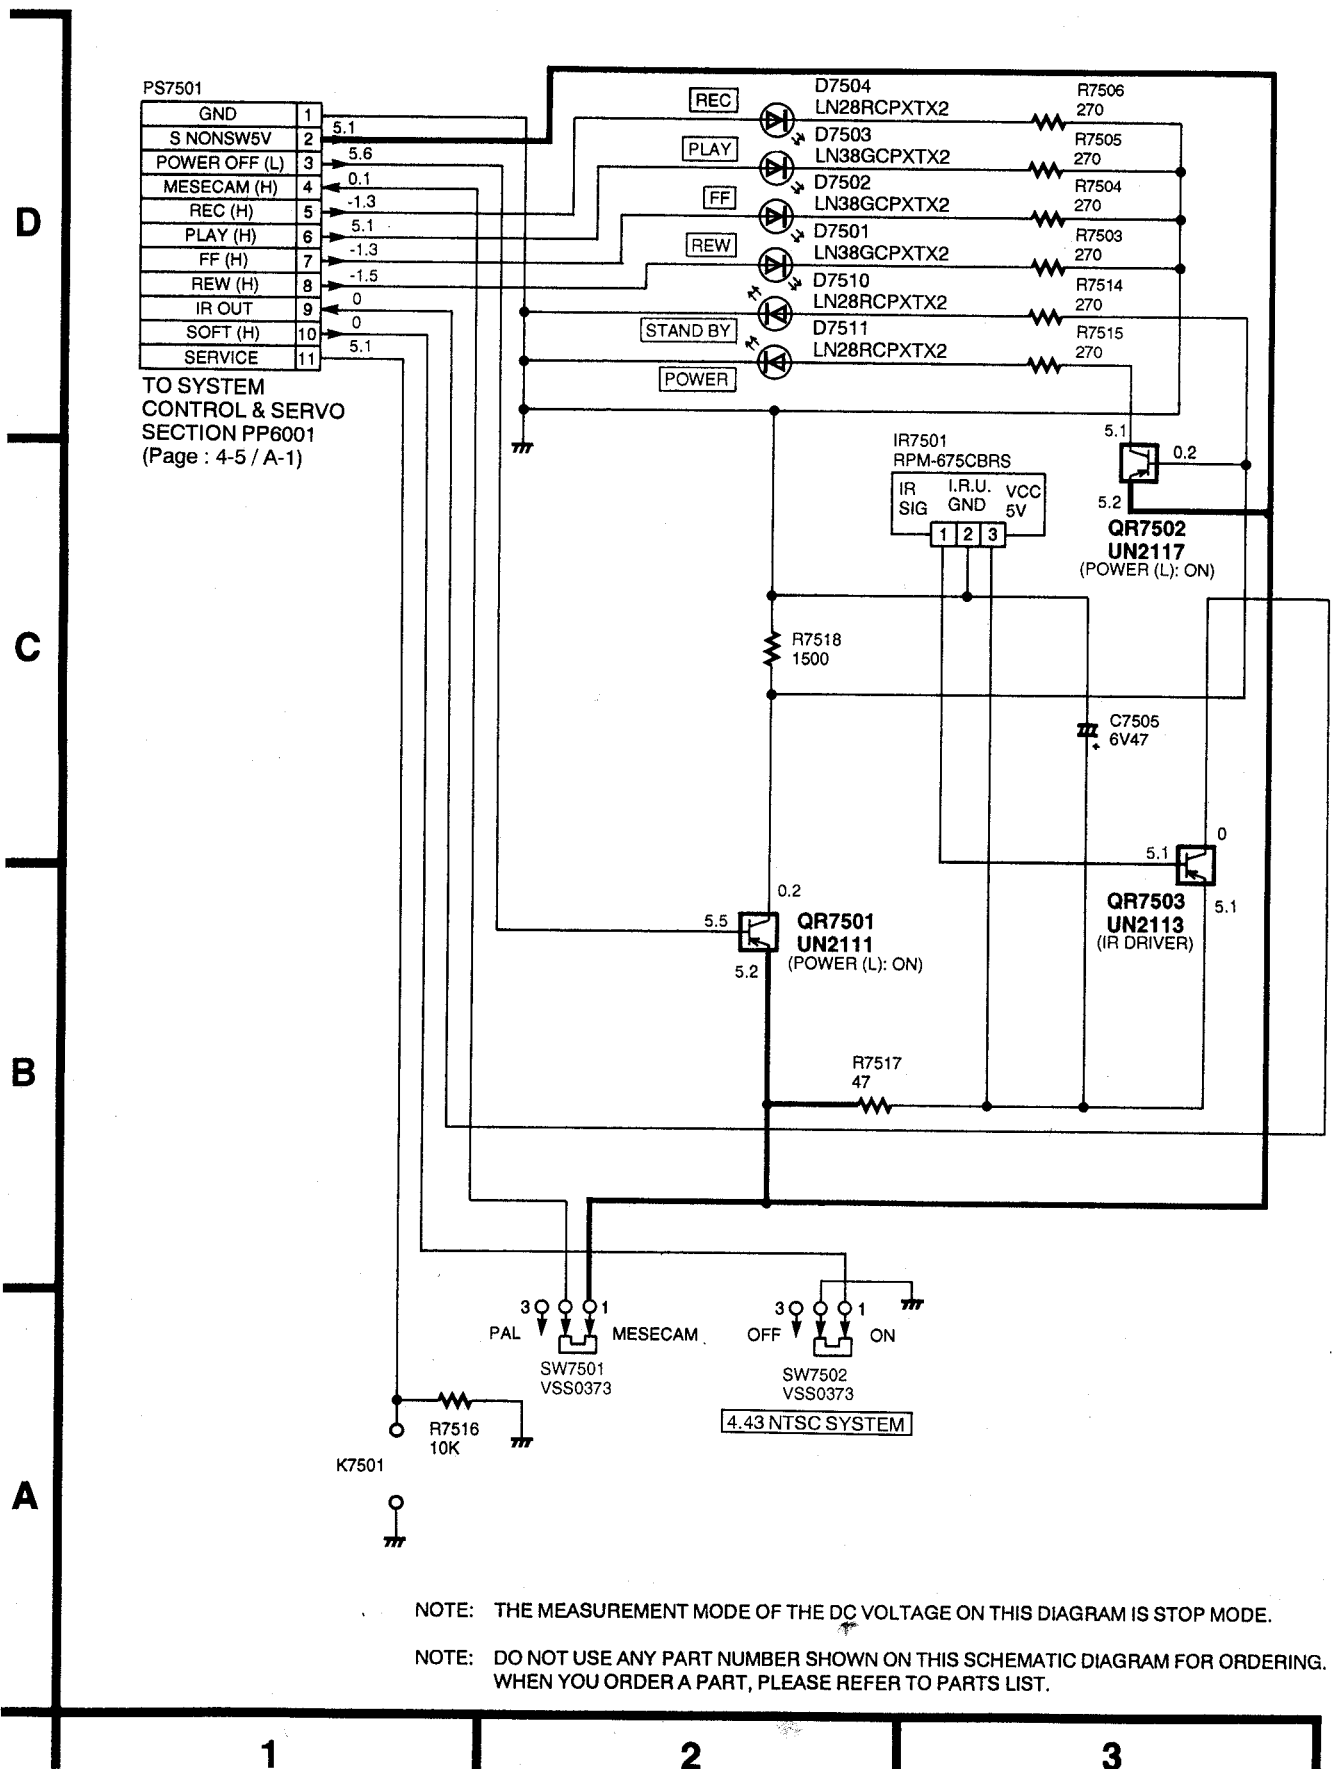 PS7501
GND 1
S NONSW5V 2 5.1
POWER OFF (L) 3 5.6
MESECAM (H) 4 0.1
REC (H) 5 -1.3
PLAY (H) 6 5.1
FF (H) 7 -1.3
REW (H) 8 -1.5
IR OUT 9 0
SOFT (H) 10 0
SERVICE 11 5.1
TO SYSTEM
CONTROL & SERVO
SECTION PP6001
(Page : 4-5 / A-1)
REC
D7504
LN28RCPXTX2
R7506
270
PLAY
D7503
LN38GCPXTX2
R7505
270
FF
D7502
LN38GCPXTX2
R7504
270
REW
D7501
LN38GCPXTX2
R7503
270
STAND BY
D7510
LN28RCPXTX2
R7514
270
POWER
D7511
LN28RCPXTX2
R7515
270
D
IR7501
RPM-675CBRS
IR
SIG
I.R.U.
GND
VCC
5V
1 2 3
5.1
0.2
5.2
QR7502
UN2117
(POWER (L): ON)
C
R7518
1500
C7505
6V47
+
0
5.1
5.1
QR7503
UN2113
(IR DRIVER)
0.2
5.5
5.2
QR7501
UN2111
(POWER (L): ON)
B
R7517
47
3 1
PAL MESECAM
SW7501
VSS0373
3 1
OFF ON
SW7502
VSS0373
4.43 NTSC SYSTEM
R7516
10K
K7501
A
NOTE: THE MEASUREMENT MODE OF THE DC VOLTAGE ON THIS DIAGRAM IS STOP MODE.
NOTE: DO NOT USE ANY PART NUMBER SHOWN ON THIS SCHEMATIC DIAGRAM FOR ORDERING.
WHEN YOU ORDER A PART, PLEASE REFER TO PARTS LIST.
1 2 3